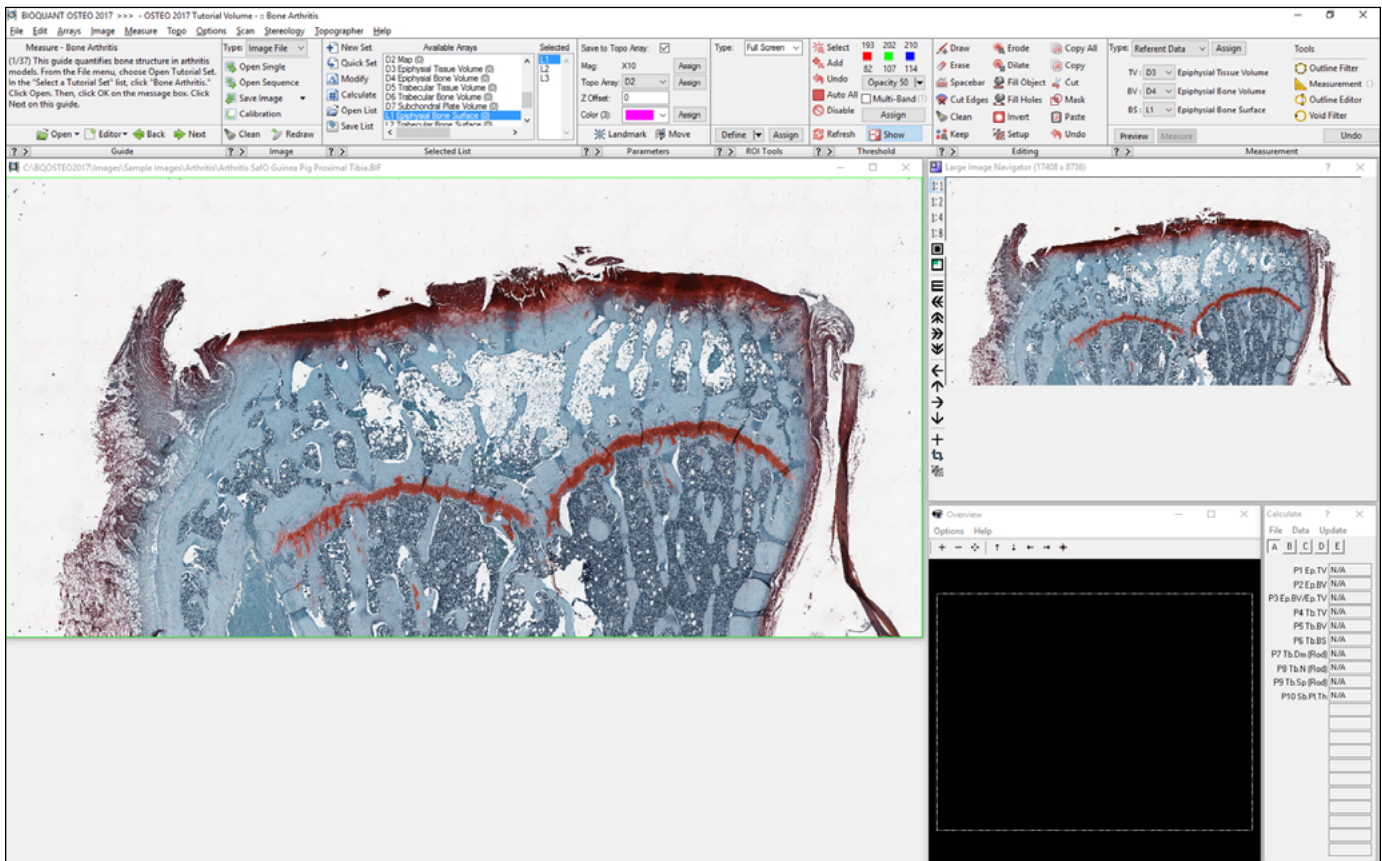 BIOQUANT OSTEO 2017 >>> - OSTEO 2017 Tutorial Volume - :: Bone Arthritis
File Edit Arrays Image Measure Topo Options Scan Stereology Topographer Help
Measure - Bone Arthritis
(1/37) This guide quantifies bone structure in arthritis
models. From the File menu, choose Open Tutorial Set.
In the "Select a Tutorial Set" list, click "Bone Arthritis."
Click Open. Then, click OK on the message box. Click
Next on this guide.
Open Editor Back Next
? > Guide
Type: Image File
Open Single
Open Sequence
Save Image
Calibration
Clean Redraw
? > Image
New Set
Quick Set
Modify
Calculate
Open List
Save List
Available Arrays
D2 Map (0)
D3 Epiphysial Tissue Volume (0)
D4 Epiphysial Bone Volume (0)
D5 Trabecular Tissue Volume (0)
D6 Trabecular Bone Volume (0)
D7 Subchondral Plate Volume (0)
L1 Epiphysial Bone Surface (0)
L2 Trabecular Bone Surface (0)
Selected
L1
L2
L3
? > Selected List
Save to Topo Array:
Mag: X10 Assign
Topo Array: D2 Assign
Z Offset: 0
Color (3): Assign
Landmark Move
? > Parameters
Type: Full Screen
Define Assign
? > ROI Tools
Select 193 202 210
Add 82 107 114
Undo Opacity 50
Auto All Multi-Band (1)
Disable Assign
Refresh Show
? > Threshold
Draw Erode Copy All
Erase Dilate Copy
Spacebar Fill Object Cut
Cut Edges Fill Holes Mask
Clean Invert Paste
Keep Setup Undo
? > Editing
Type: Referent Data Assign
TV: D3 Epiphysial Tissue Volume
BV: D4 Epiphysial Bone Volume
BS: L1 Epiphysial Bone Surface
Preview Measure
Tools
Outline Filter
Measurement ()
Outline Editor
Void Filter
Undo
? > Measurement
C:\BQOSTEO2017\Images\Sample Images\Arthritis\Arthritis SafO Guinea Pig Proximal Tibia.BIF
Large Image Navigator (17408 x 8736)
1:1
1:2
1:4
1:8
Overview
Options Help
Calculate
File Data Update
A B C D E
P1 Ep.TV N/A
P2 Ep.BV N/A
P3 Ep.BV/Ep.TV N/A
P4 Tb.TV N/A
P5 Tb.BV N/A
P6 Tb.BS N/A
P7 Tb.Dm (Rod) N/A
P8 Tb.N (Rod) N/A
P9 Tb.Sp (Rod) N/A
P10 Sb.Pl.Th N/A